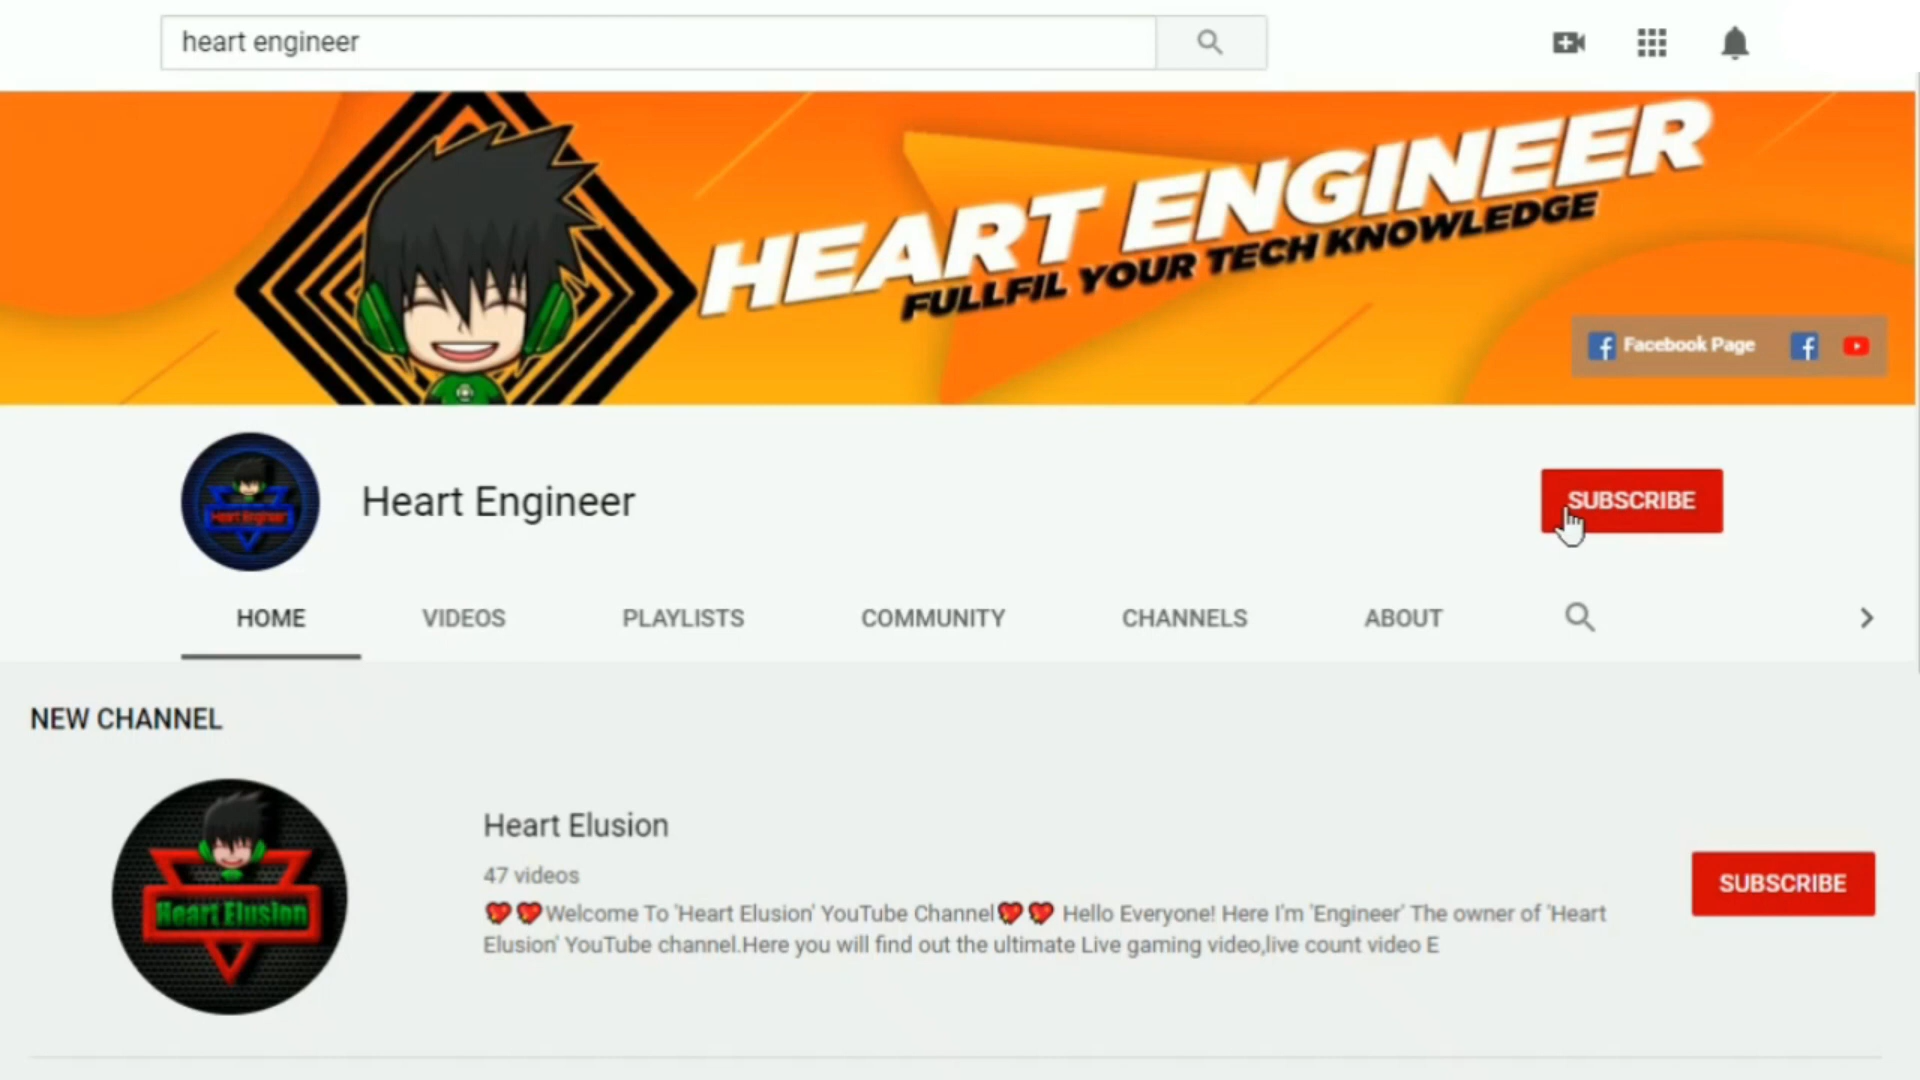 heart engineer
HEART ENGINEER
FULLFIL YOUR TECH KNOWLEDGE
Facebook Page
Heart Engineer
Heart Engineer
SUBSCRIBE
HOME VIDEOS PLAYLISTS COMMUNITY CHANNELS ABOUT
NEW CHANNEL
Heart Elusion
Heart Elusion
47 videos
SUBSCRIBE
💖💖Welcome To 'Heart Elusion' YouTube Channel💖💖 Hello Everyone! Here I'm 'Engineer' The owner of 'Heart
Elusion' YouTube channel.Here you will find out the ultimate Live gaming video,live count video E